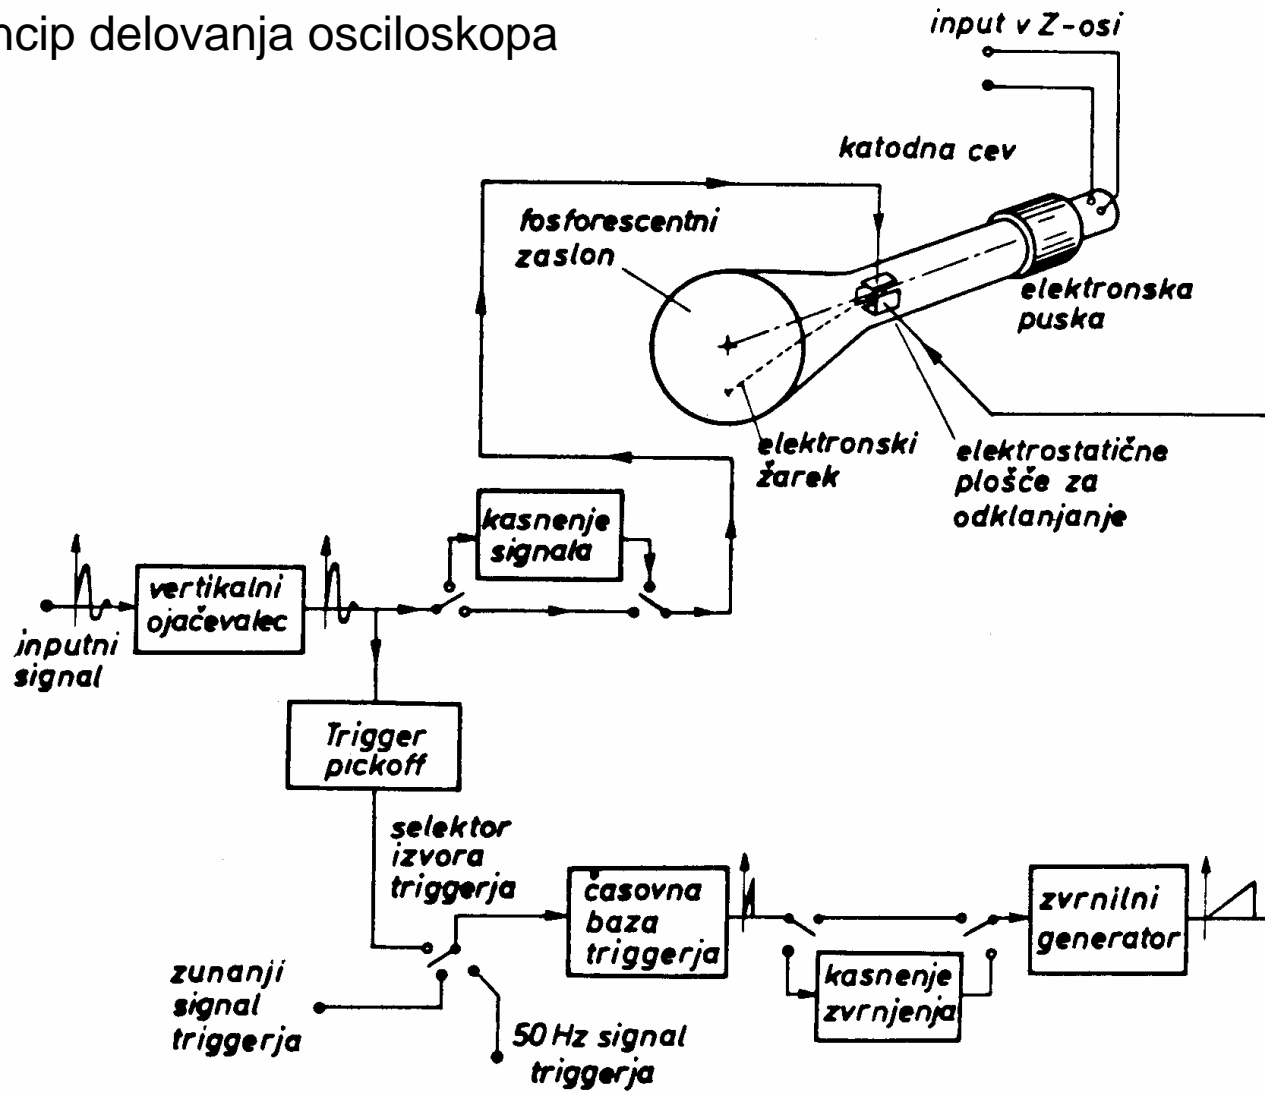 ncip delovanja osciloskopa
input v Z-osi
katodna cev
fosforescentni
zaslon
elektronska
puska
elektronski
žarek
elektrostatične
plošče za
odklanjanje
kasnenje
signala
vertikalni
ojačevalec
inputni
signal
Trigger
pickoff
selektor
izvora
triggerja
časovna
baza
triggerja
zvrnilni
generator
kasnenje
zvrnjenja
zunanji
signal
triggerja
50 Hz signal
triggerja